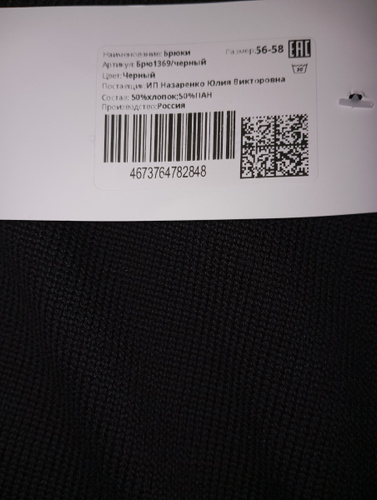 Наименование: Брюки Размер: 56-58 EAC
Артикул: Брю1369/черный
Цвет: Черный
Поставщик: ИП Назаренко Юлия Викторовна
Состав: 50%хлопок;50%ПАН
Производство: Россия
4673764782848